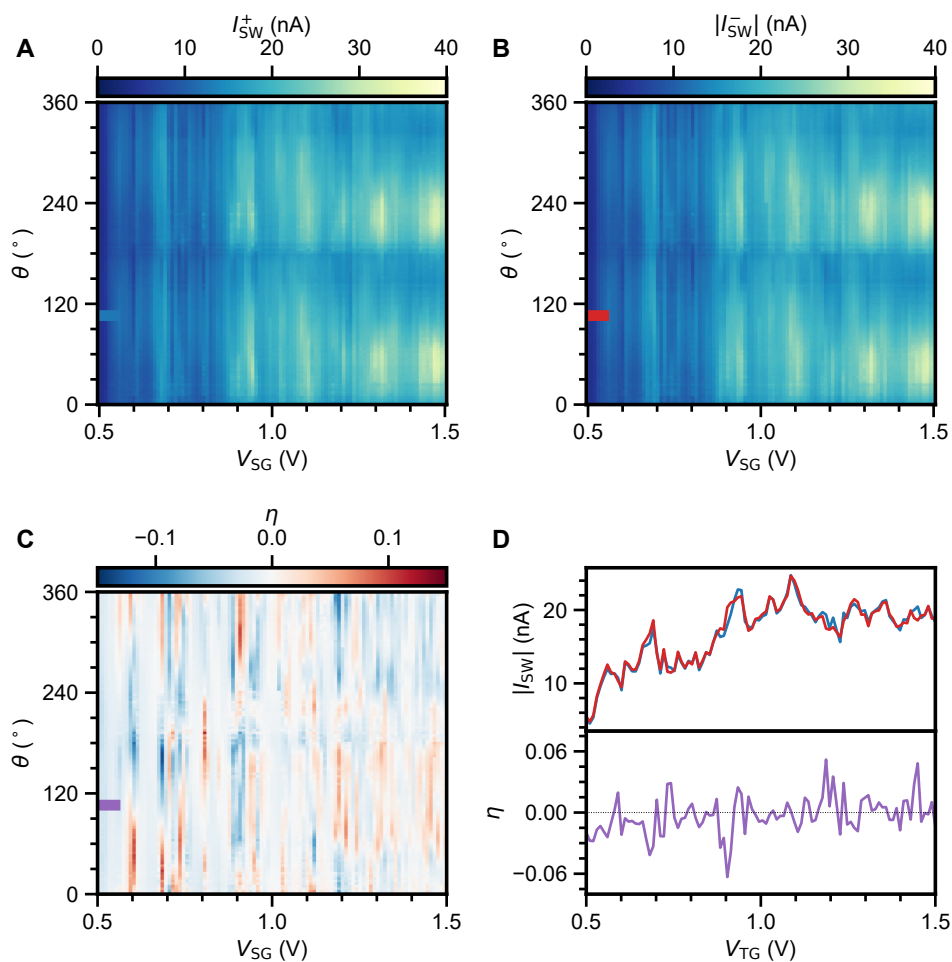 A
I⁺SW (nA)
0 10 20 30 40
θ (°)
360
240
120
0
0.5 1.0 1.5
VSG (V)
B
|I⁻SW| (nA)
0 10 20 30 40
θ (°)
360
240
120
0
0.5 1.0 1.5
VSG (V)
C
η
−0.1 0.0 0.1
θ (°)
360
240
120
0
0.5 1.0 1.5
VSG (V)
D
|ISW| (nA)
20
10
η
0.06
0.00
−0.06
0.5 1.0 1.5
VTG (V)